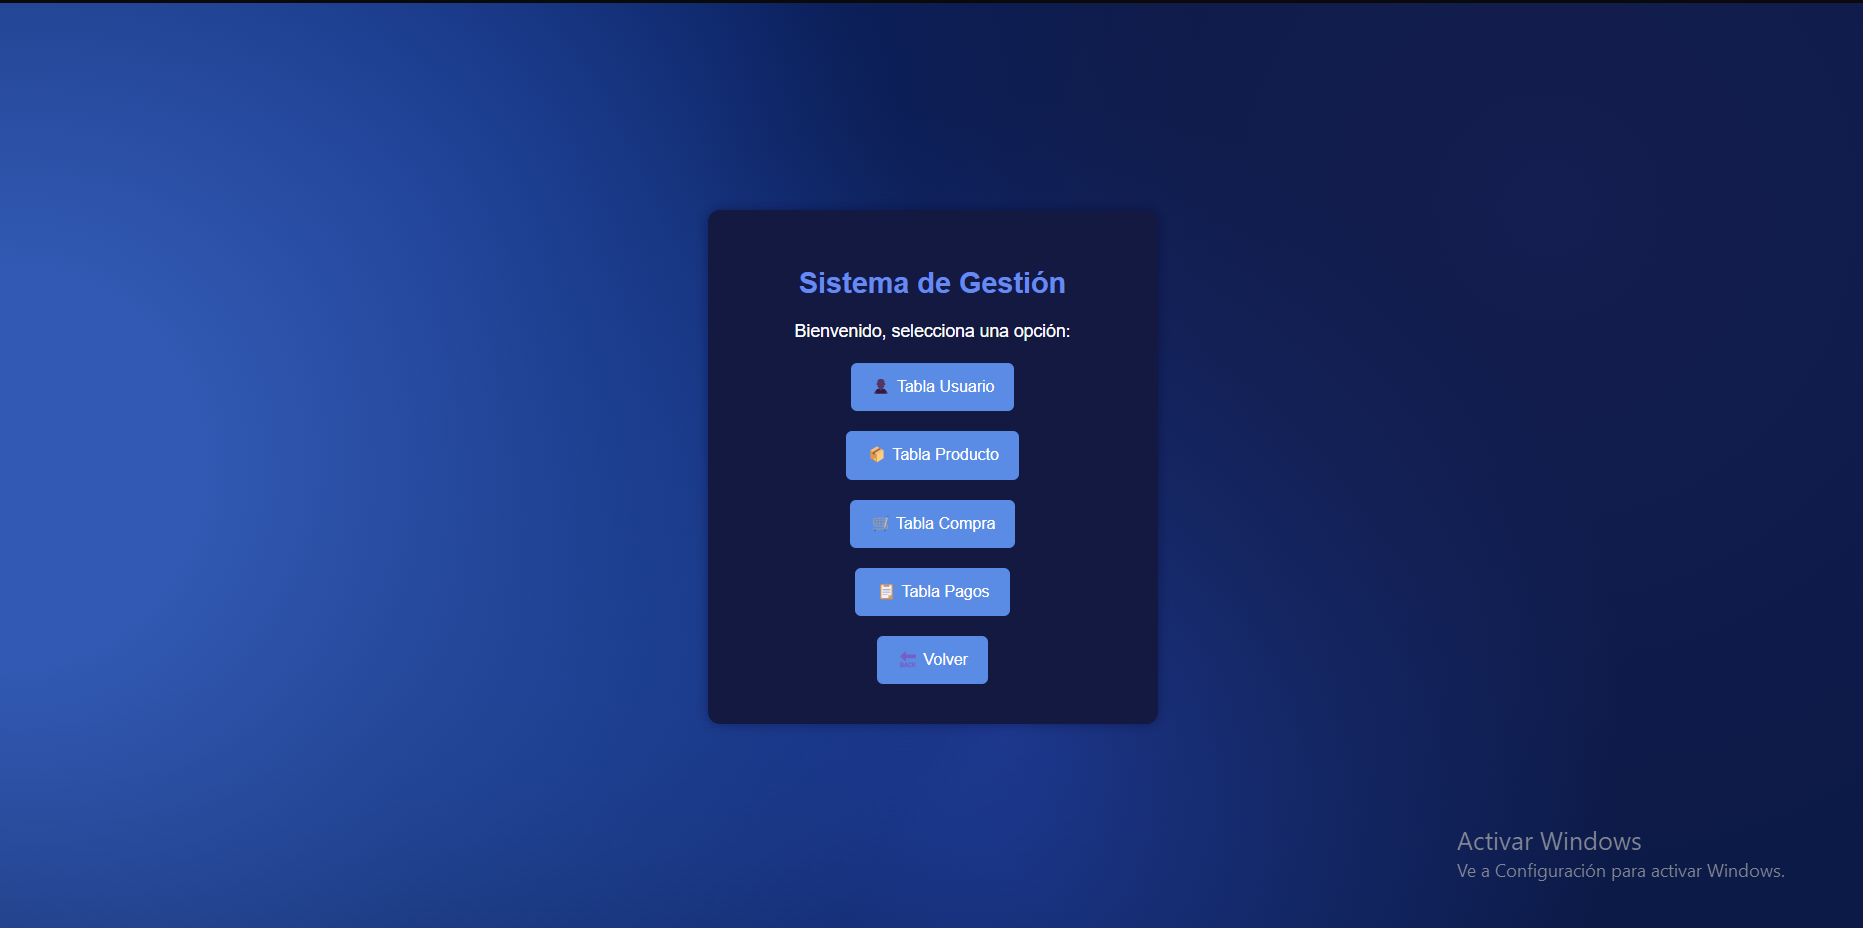 Sistema de Gestión
Bienvenido, selecciona una opción:
👤 Tabla Usuario
📦 Tabla Producto
🛒 Tabla Compra
📋 Tabla Pagos
🔙 Volver
Activar Windows
Ve a Configuración para activar Windows.